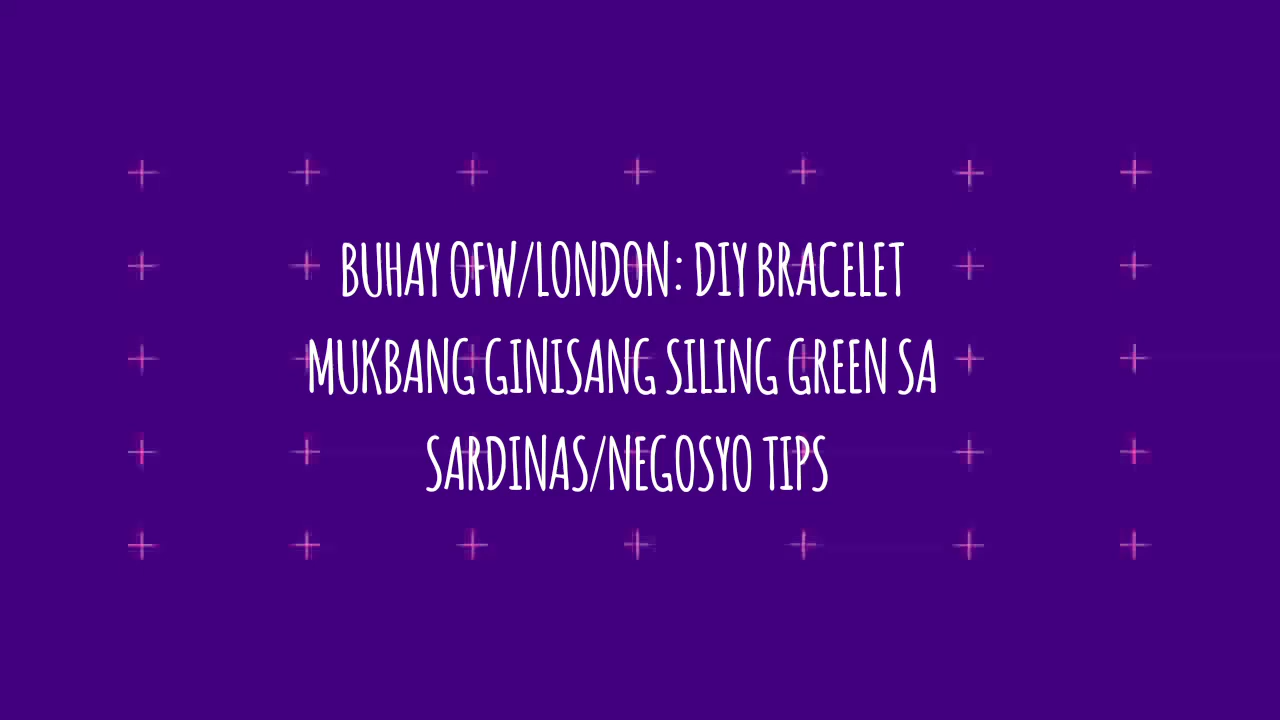 BUHAY OFW/LONDON: DIY BRACELET
MUKBANG GINISANG SILING GREEN SA
SARDINAS/NEGOSYO TIPS